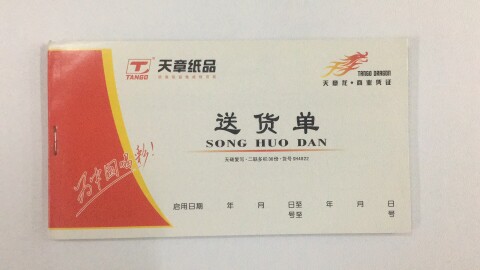 TANGO
天章纸品
TANGO DRAGON
天章龙·商业凭证
送货单
SONG HUO DAN
为中国喝彩!
启用日期 年 月 日至 年 月 日
号至 号